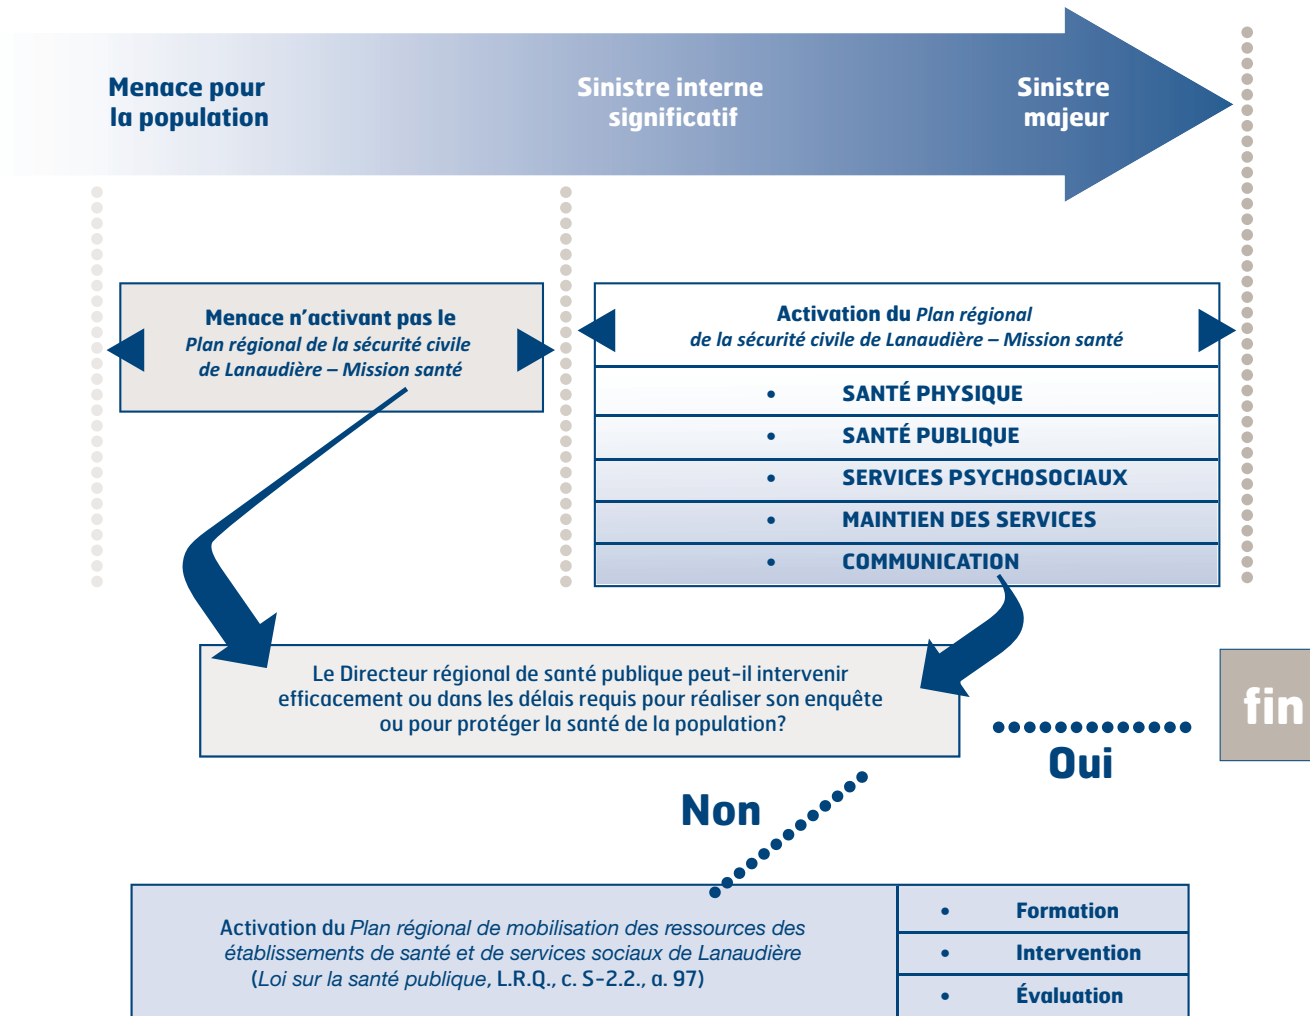 Menace pour
la population
Sinistre interne
significatif
Sinistre
majeur
Menace n'activant pas le
Plan régional de la sécurité civile
de Lanaudière – Mission santé
Activation du Plan régional
de la sécurité civile de Lanaudière – Mission santé
• SANTÉ PHYSIQUE
• SANTÉ PUBLIQUE
• SERVICES PSYCHOSOCIAUX
• MAINTIEN DES SERVICES
• COMMUNICATION
Le Directeur régional de santé publique peut-il intervenir
efficacement ou dans les délais requis pour réaliser son enquête
ou pour protéger la santé de la population?
fin
Oui
Non
Activation du Plan régional de mobilisation des ressources des
établissements de santé et de services sociaux de Lanaudière
(Loi sur la santé publique, L.R.Q., c. S-2.2., a. 97)
• Formation
• Intervention
• Évaluation